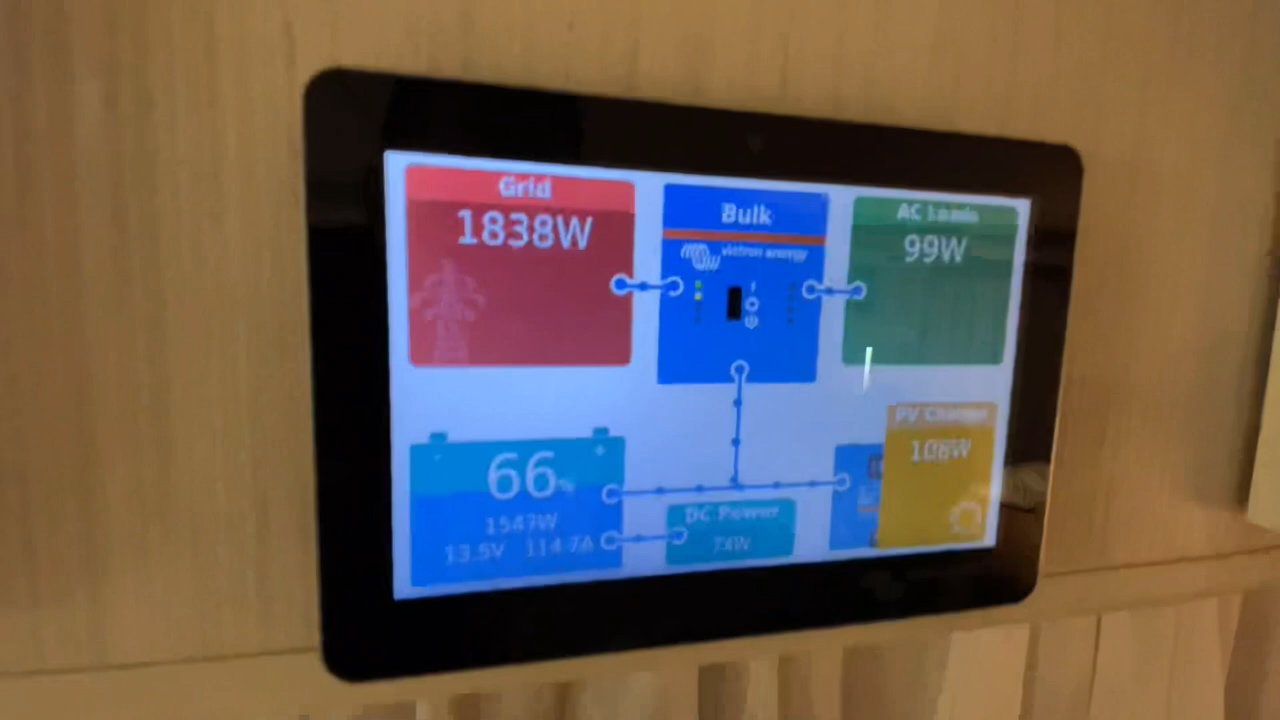 Grid
1838W
Bulk
victron energy
AC Loads
99W
66%
1547W
13.5V 114.7A
DC Power
74W
PV Charger
106W